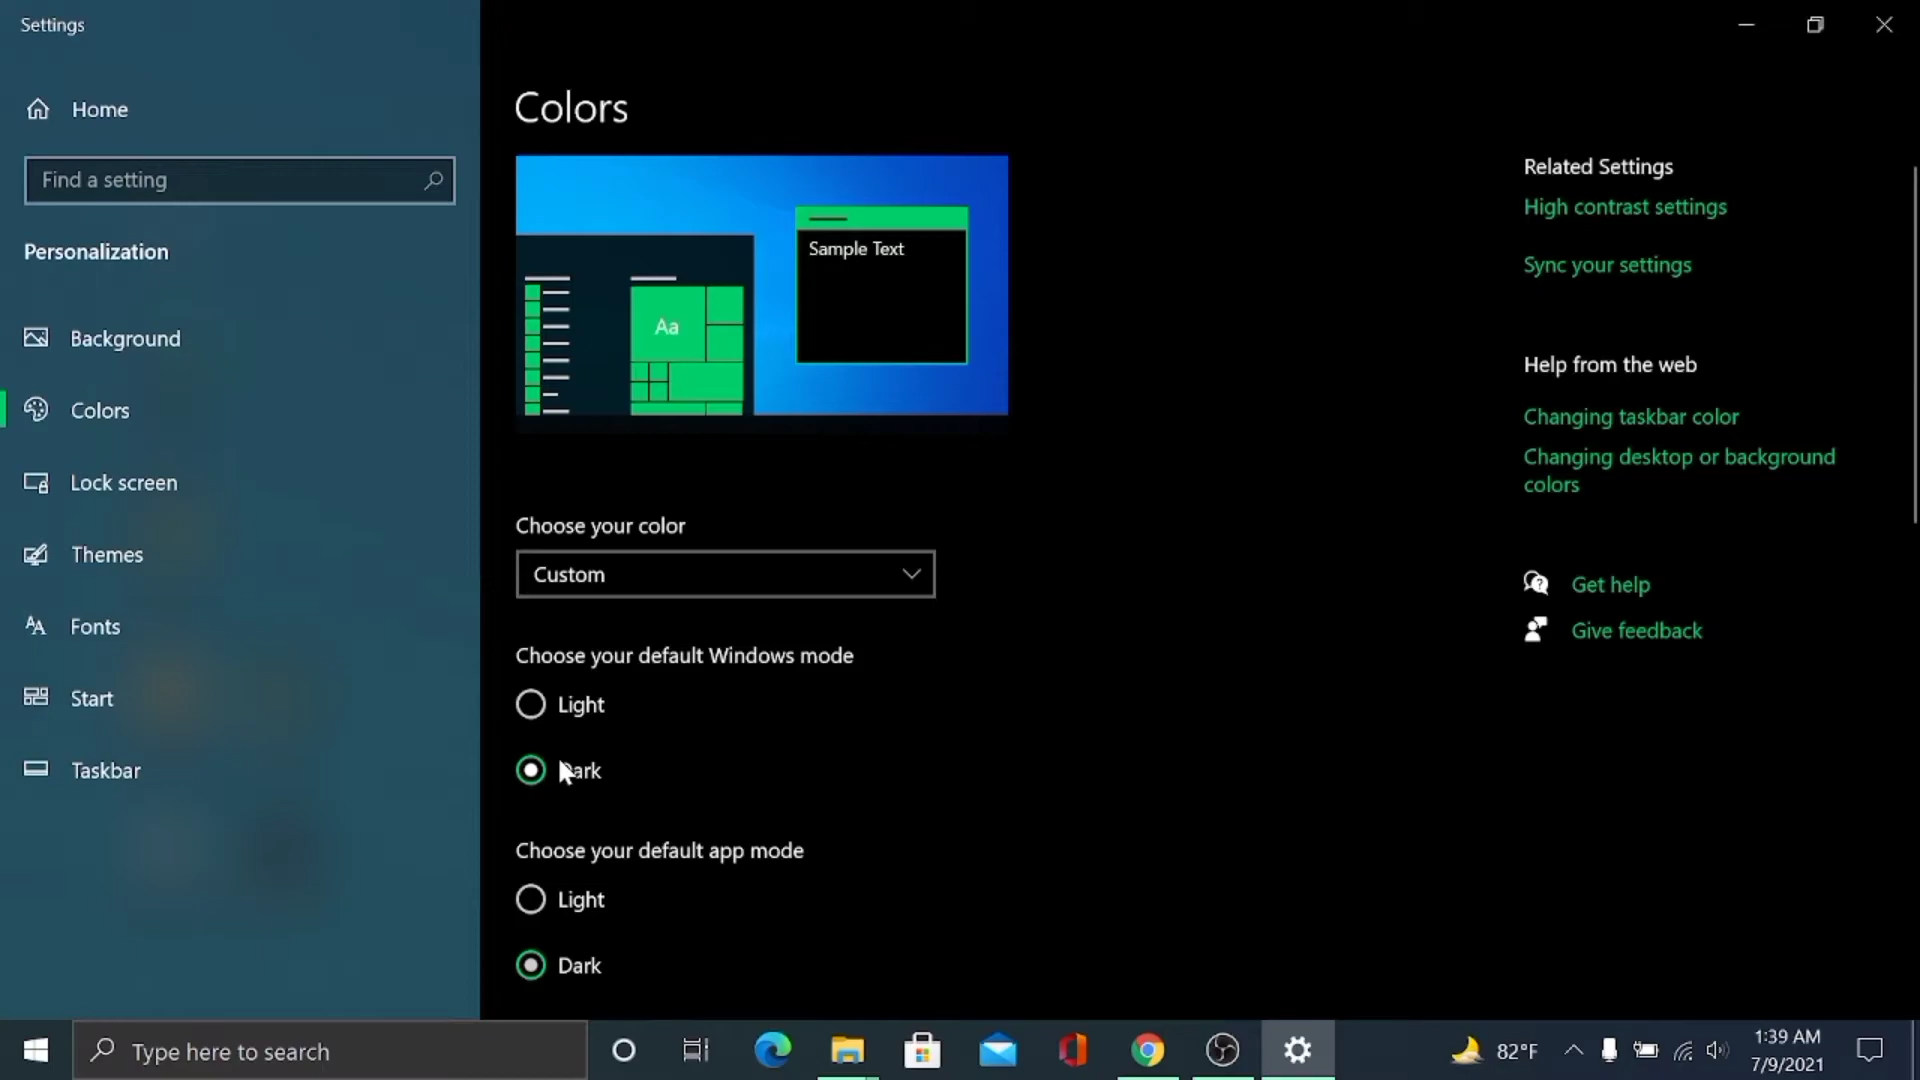 Settings
Home
Find a setting
Personalization
Background
Colors
Lock screen
Themes
Fonts
Start
Taskbar
Colors
Sample Text
Aa
Choose your color
Custom
Choose your default Windows mode
Light
Dark
Choose your default app mode
Light
Dark
Related Settings
High contrast settings
Sync your settings
Help from the web
Changing taskbar color
Changing desktop or background
colors
Get help
Give feedback
Type here to search
82°F
1:39 AM
7/9/2021